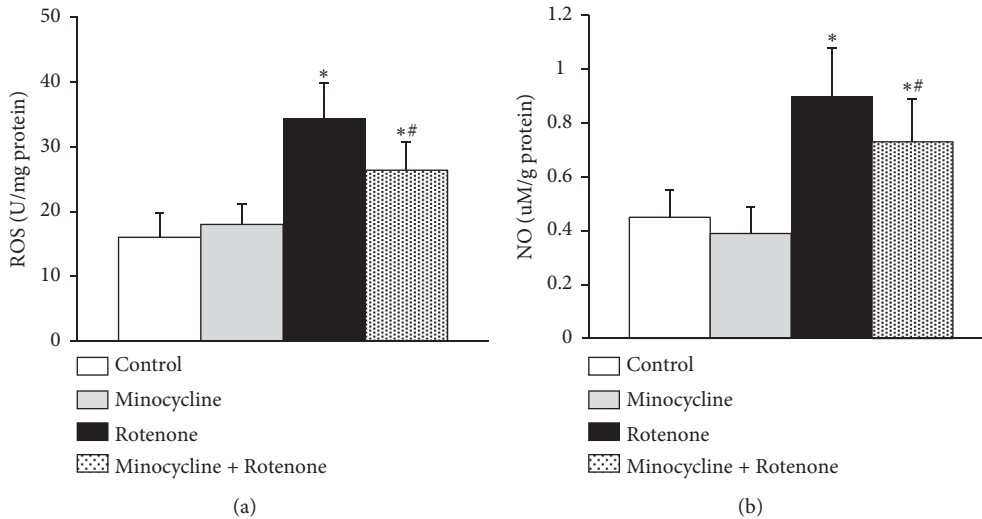 50
40
30
20
10
0
ROS (U/mg protein)
*
*#
Control
Minocycline
Rotenone
Minocycline + Rotenone
(a)
1.2
1
0.8
0.6
0.4
0.2
0
NO (uM/g protein)
*
*#
Control
Minocycline
Rotenone
Minocycline + Rotenone
(b)